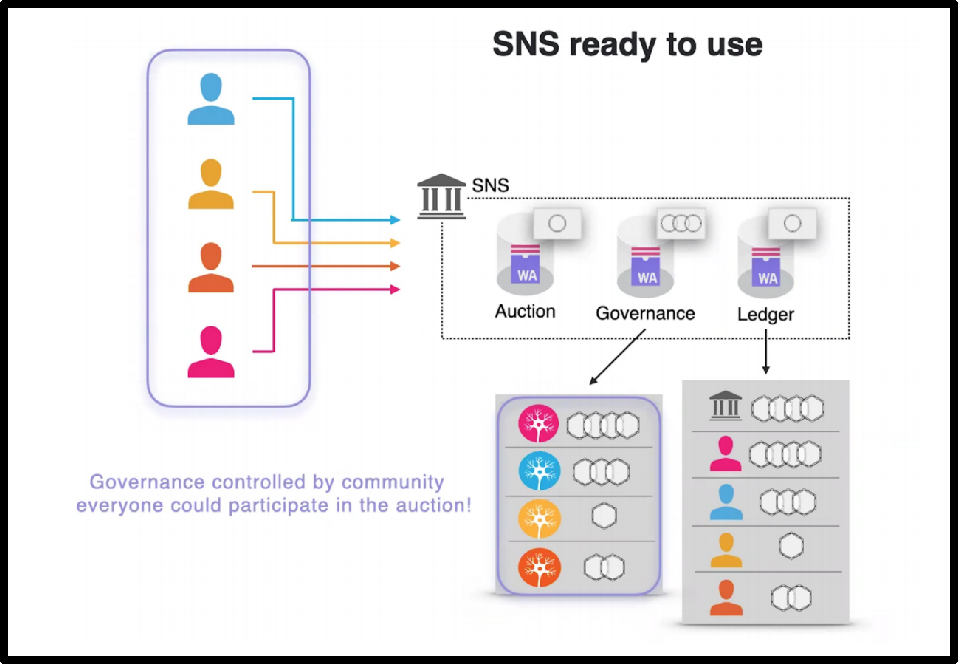 SNS ready to use
SNS
WA
WA
WA
Auction
Governance
Ledger
Governance controlled by community
everyone could participate in the auction!